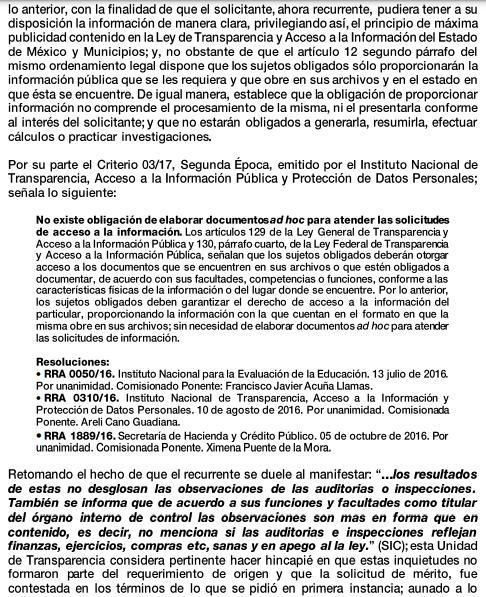 lo anterior, con la finalidad de que el solicitante, ahora recurrente, pudiera tener a su
disposición la información de manera clara, privilegiando así, el principio de máxima
publicidad contenido en la Ley de Transparencia y Acceso a la Información del Estado
de México y Municipios; y, no obstante de que el artículo 12 segundo párrafo del
mismo ordenamiento legal dispone que los sujetos obligados sólo proporcionarán la
información pública que se les requiera y que obre en sus archivos y en el estado en
que ésta se encuentre. De igual manera, establece que la obligación de proporcionar
información no comprende el procesamiento de la misma, ni el presentarla conforme
al interés del solicitante; y que no estarán obligados a generarla, resumirla, efectuar
cálculos o practicar investigaciones.
Por su parte el Criterio 03/17, Segunda Época, emitido por el Instituto Nacional de
Transparencia, Acceso a la Información Pública y Protección de Datos Personales;
señala lo siguiente:
No existe obligación de elaborar documentos ad hoc para atender las solicitudes
de acceso a la información. Los artículos 129 de la Ley General de Transparencia y
Acceso a la Información Pública y 130, párrafo cuarto, de la Ley Federal de Transparencia
y Acceso a la Información Pública, señalan que los sujetos obligados deberán otorgar
acceso a los documentos que se encuentren en sus archivos o que estén obligados a
documentar, de acuerdo con sus facultades, competencias o funciones, conforme a las
características físicas de la información o del lugar donde se encuentre. Por lo anterior,
los sujetos obligados deben garantizar el derecho de acceso a la información del
particular, proporcionando la información con la que cuentan en el formato en que la
misma obre en sus archivos; sin necesidad de elaborar documentos ad hoc para atender
las solicitudes de información.
Resoluciones:
• RRA 0050/16. Instituto Nacional para la Evaluación de la Educación. 13 julio de 2016.
Por unanimidad. Comisionado Ponente: Francisco Javier Acuña Llamas.
• RRA 0310/16. Instituto Nacional de Transparencia, Acceso a la Información y
Protección de Datos Personales. 10 de agosto de 2016. Por unanimidad. Comisionada
Ponente. Areli Cano Guadiana.
• RRA 1889/16. Secretaría de Hacienda y Crédito Público. 05 de octubre de 2016. Por
unanimidad. Comisionada Ponente. Ximena Puente de la Mora.
Retomando el hecho de que el recurrente se duele al manifestar: “...los resultados
de estas no desglosan las observaciones de las auditorias o inspecciones.
También se informa que de acuerdo a sus funciones y facultades como titular
del órgano interno de control las observaciones son mas en forma que en
contenido, es decir, no menciona si las auditorias e inspecciones reflejan
finanzas, ejercicios, compras etc, sanas y en apego al la ley.” (SIC); esta Unidad
de Transparencia considera pertinente hacer hincapié en que estas inquietudes no
formaron parte del requerimiento de origen y que la solicitud de mérito, fue
contestada en los términos de lo que se pidió en primera instancia; aunado a lo